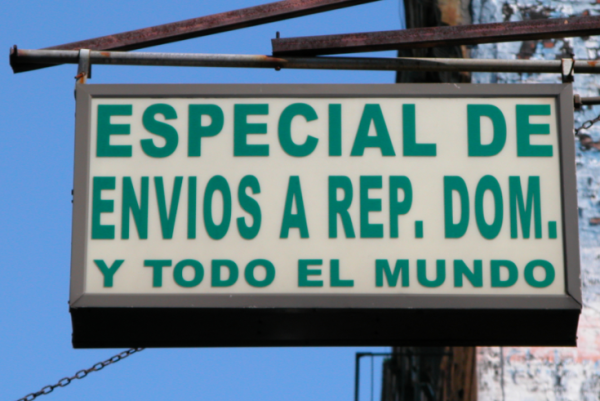 ESPECIAL DE
ENVIOS A REP. DOM.
Y TODO EL MUNDO